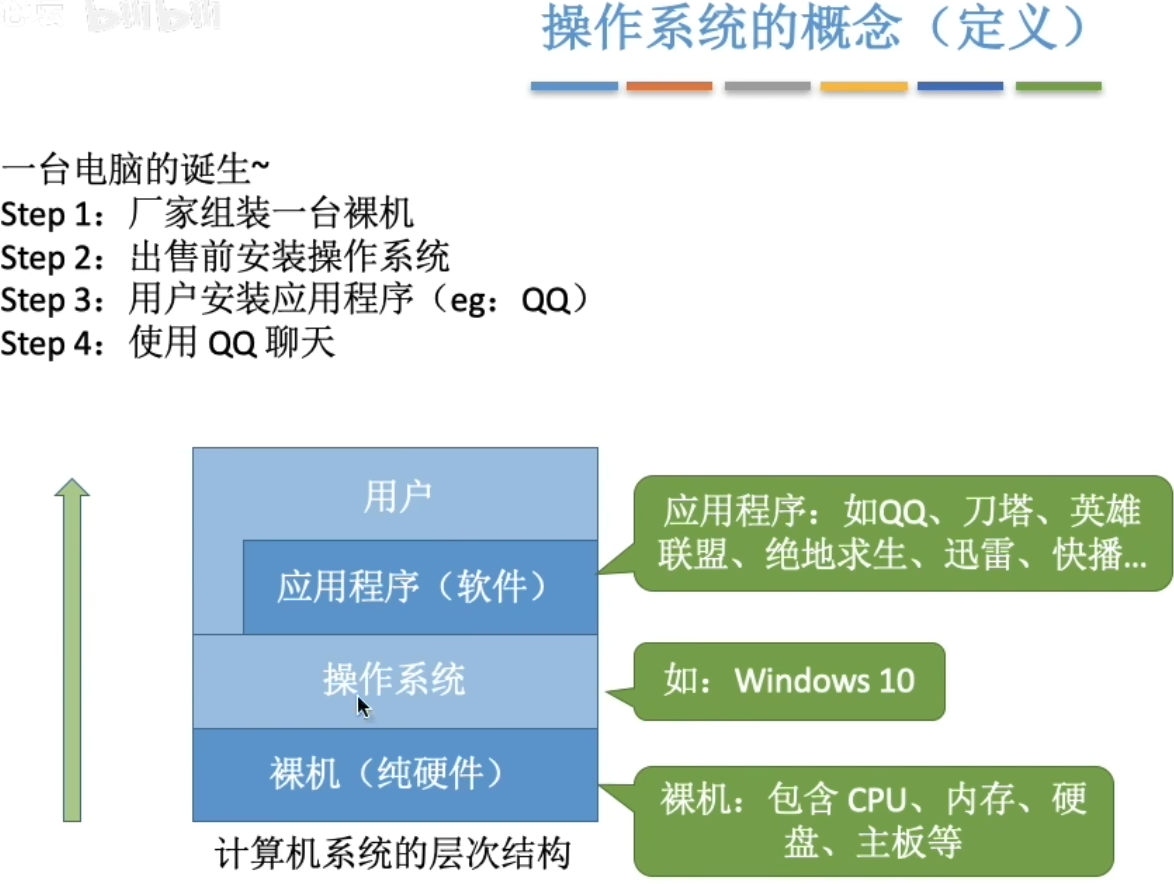 操作系统的概念（定义）
一台电脑的诞生~
Step 1：厂家组装一台裸机
Step 2：出售前安装操作系统
Step 3：用户安装应用程序（eg：QQ）
Step 4：使用 QQ 聊天
用户
应用程序（软件）
操作系统
裸机（纯硬件）
计算机系统的层次结构
应用程序：如QQ、刀塔、英雄
联盟、绝地求生、迅雷、快播...
如：Windows 10
裸机：包含 CPU、内存、硬
盘、主板等